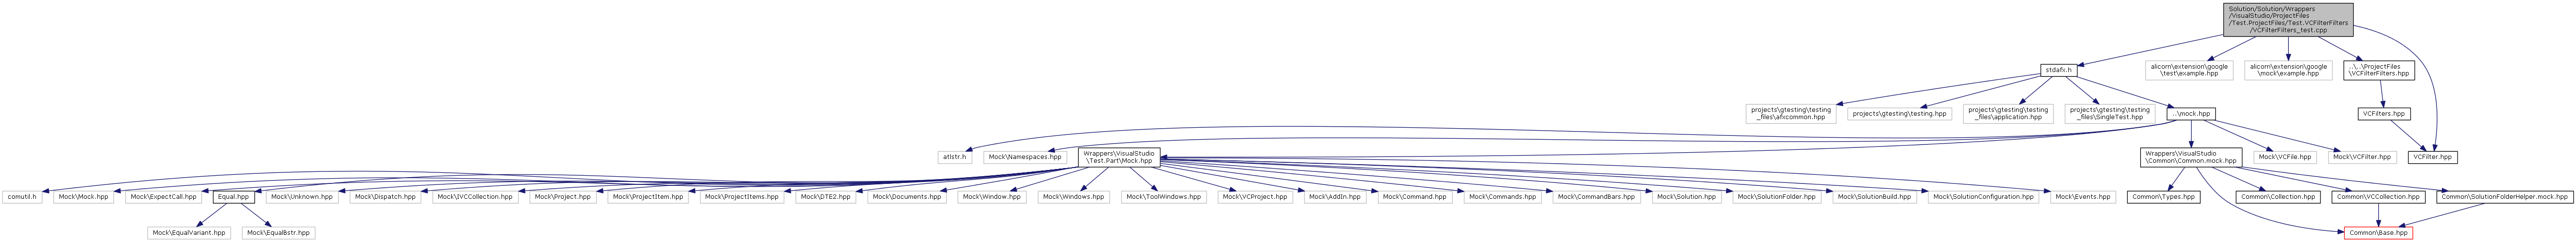 Solution/Solution/Wrappers
/VisualStudio/ProjectFiles
/Test.ProjectFiles/Test.VCFilterFilters
/VCFilterFilters_test.cpp
stdafx.h
alicorn\extension\google
test\example.hpp
alicorn\extension\google
mock\example.hpp
..\..\ProjectFiles
\VCFilterFilters.hpp
projects\gtesting\testing
_files\afxcommon.hpp
projects\gtesting\testing.hpp
projects\gtesting\testing
_files\application.hpp
projects\gtesting\testing
_files\SingleTest.hpp
..\mock.hpp
VCFilters.hpp
atlstr.h
Mock\Namespaces.hpp
Wrappers\VisualStudio
\Test.Part\Mock.hpp
Wrappers\VisualStudio
\Common\Common.mock.hpp
Mock\VCFile.hpp
Mock\VCFilter.hpp
VCFilter.hpp
comutil.h
Mock\Mock.hpp
Mock\ExpectCall.hpp
Equal.hpp
Mock\Unknown.hpp
Mock\Dispatch.hpp
Mock\IVCCollection.hpp
Mock\Project.hpp
Mock\ProjectItem.hpp
Mock\ProjectItems.hpp
Mock\DTE2.hpp
Mock\Documents.hpp
Mock\Window.hpp
Mock\Windows.hpp
Mock\ToolWindows.hpp
Mock\VCProject.hpp
Mock\AddIn.hpp
Mock\Command.hpp
Mock\Commands.hpp
Mock\CommandBars.hpp
Mock\Solution.hpp
Mock\SolutionFolder.hpp
Mock\SolutionBuild.hpp
Mock\SolutionConfiguration.hpp
Mock\Events.hpp
Common\Types.hpp
Common\Collection.hpp
Common\VCCollection.hpp
Common\SolutionFolderHelper.mock.hpp
Mock\EqualVariant.hpp
Mock\EqualBstr.hpp
Common\Base.hpp